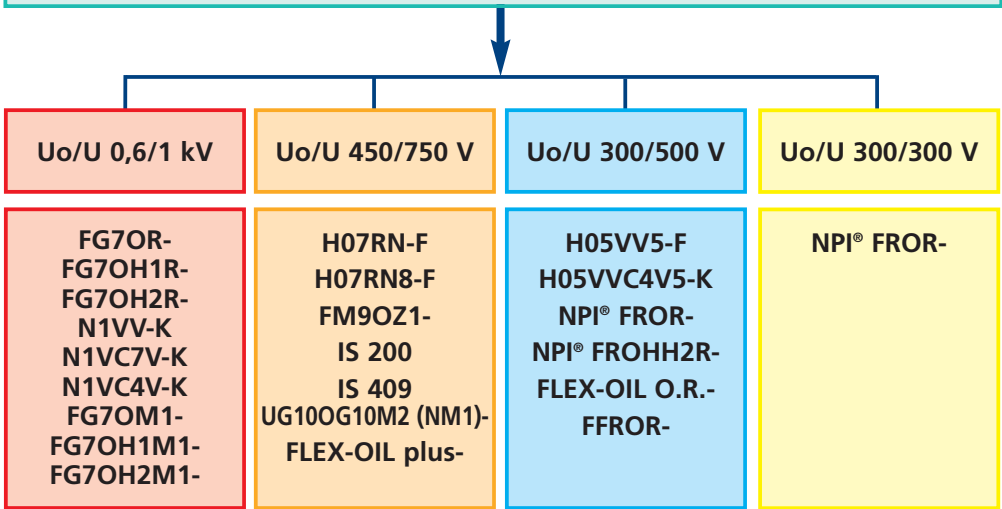 Uo/U 0,6/1 kV
Uo/U 450/750 V
Uo/U 300/500 V
Uo/U 300/300 V
FG7OR-
FG7OH1R-
FG7OH2R-
N1VV-K
N1VC7V-K
N1VC4V-K
FG7OM1-
FG7OH1M1-
FG7OH2M1-
H07RN-F
H07RN8-F
FM9OZ1-
IS 200
IS 409
UG10OG10M2 (NM1)-
FLEX-OIL plus-
H05VV5-F
H05VVC4V5-K
NPI® FROR-
NPI® FROHH2R-
FLEX-OIL O.R.-
FFROR-
NPI® FROR-